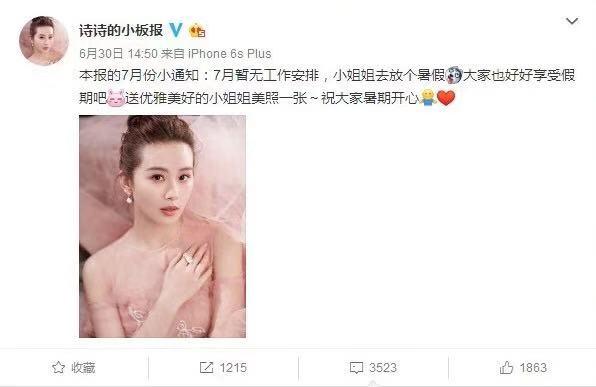 诗诗的小板报
6月30日 14:50 来自 iPhone 6s Plus
本报的7月份小通知：7月暂无工作安排，小姐姐去放个暑假大家也好好享受假
期吧送优雅美好的小姐姐美照一张～祝大家暑期开心
收藏 1215 3523 1863